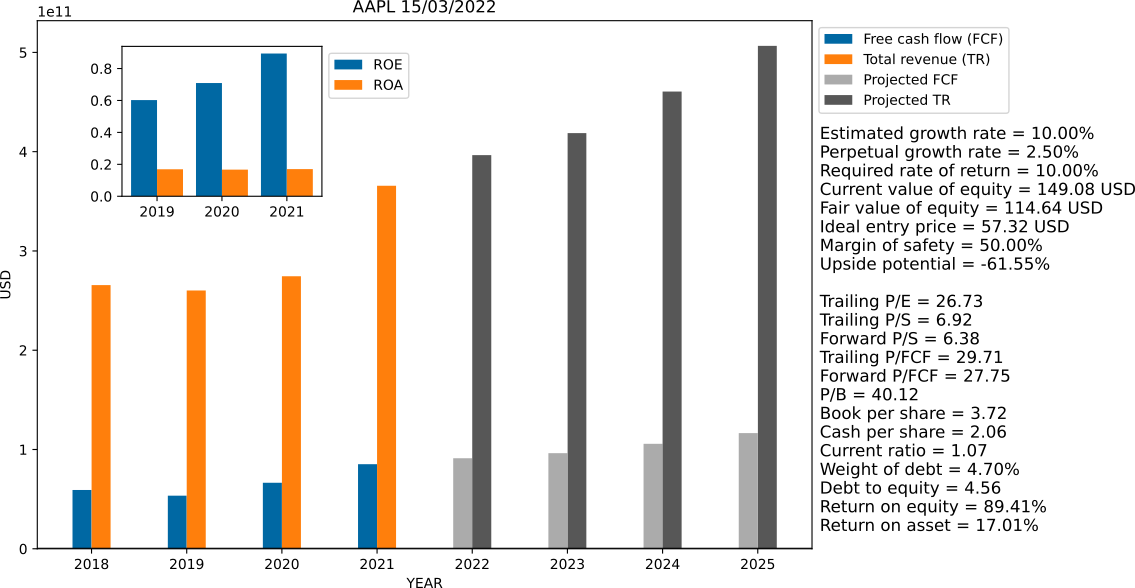 AAPL 15/03/2022
1e11
5
4
3
2
1
0
USD
0.8
0.6
0.4
0.2
0.0
2019 2020 2021
ROE
ROA
2018 2019 2020 2021 2022 2023 2024 2025
YEAR
Free cash flow (FCF)
Total revenue (TR)
Projected FCF
Projected TR
Estimated growth rate = 10.00%
Perpetual growth rate = 2.50%
Required rate of return = 10.00%
Current value of equity = 149.08 USD
Fair value of equity = 114.64 USD
Ideal entry price = 57.32 USD
Margin of safety = 50.00%
Upside potential = -61.55%
Trailing P/E = 26.73
Trailing P/S = 6.92
Forward P/S = 6.38
Trailing P/FCF = 29.71
Forward P/FCF = 27.75
P/B = 40.12
Book per share = 3.72
Cash per share = 2.06
Current ratio = 1.07
Weight of debt = 4.70%
Debt to equity = 4.56
Return on equity = 89.41%
Return on asset = 17.01%